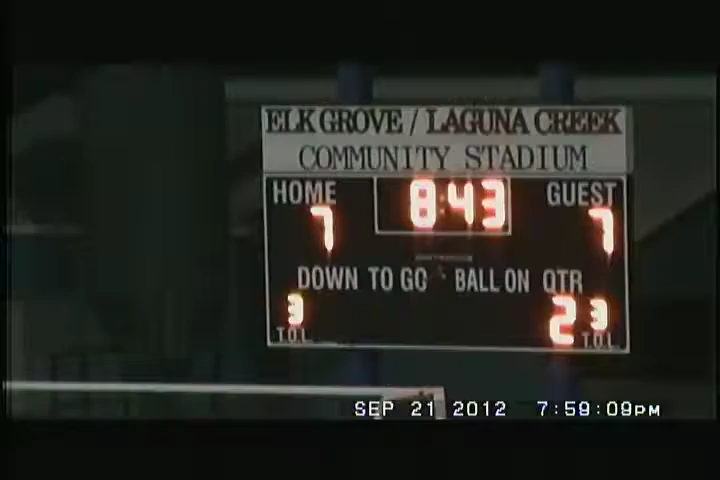 ELK GROVE / LAGUNA CREEK
COMMUNITY STADIUM
HOME 8:43 GUEST
7 7
DOWN TO GO BALL ON QTR
3 2 3
T.O.L. T.O.L.
SEP 21 2012 7:59:09PM